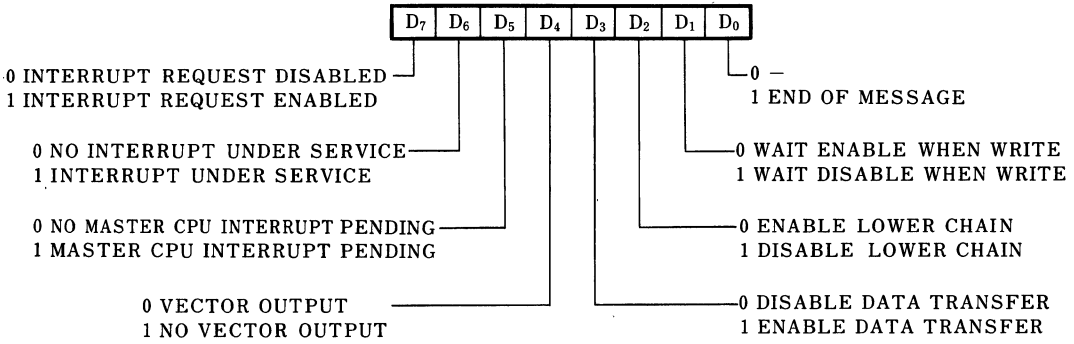 D7 D6 D5 D4 D3 D2 D1 D0
0 INTERRUPT REQUEST DISABLED
1 INTERRUPT REQUEST ENABLED
0 —
1 END OF MESSAGE
0 NO INTERRUPT UNDER SERVICE
1 INTERRUPT UNDER SERVICE
0 WAIT ENABLE WHEN WRITE
1 WAIT DISABLE WHEN WRITE
0 NO MASTER CPU INTERRUPT PENDING
1 MASTER CPU INTERRUPT PENDING
0 ENABLE LOWER CHAIN
1 DISABLE LOWER CHAIN
0 VECTOR OUTPUT
1 NO VECTOR OUTPUT
0 DISABLE DATA TRANSFER
1 ENABLE DATA TRANSFER